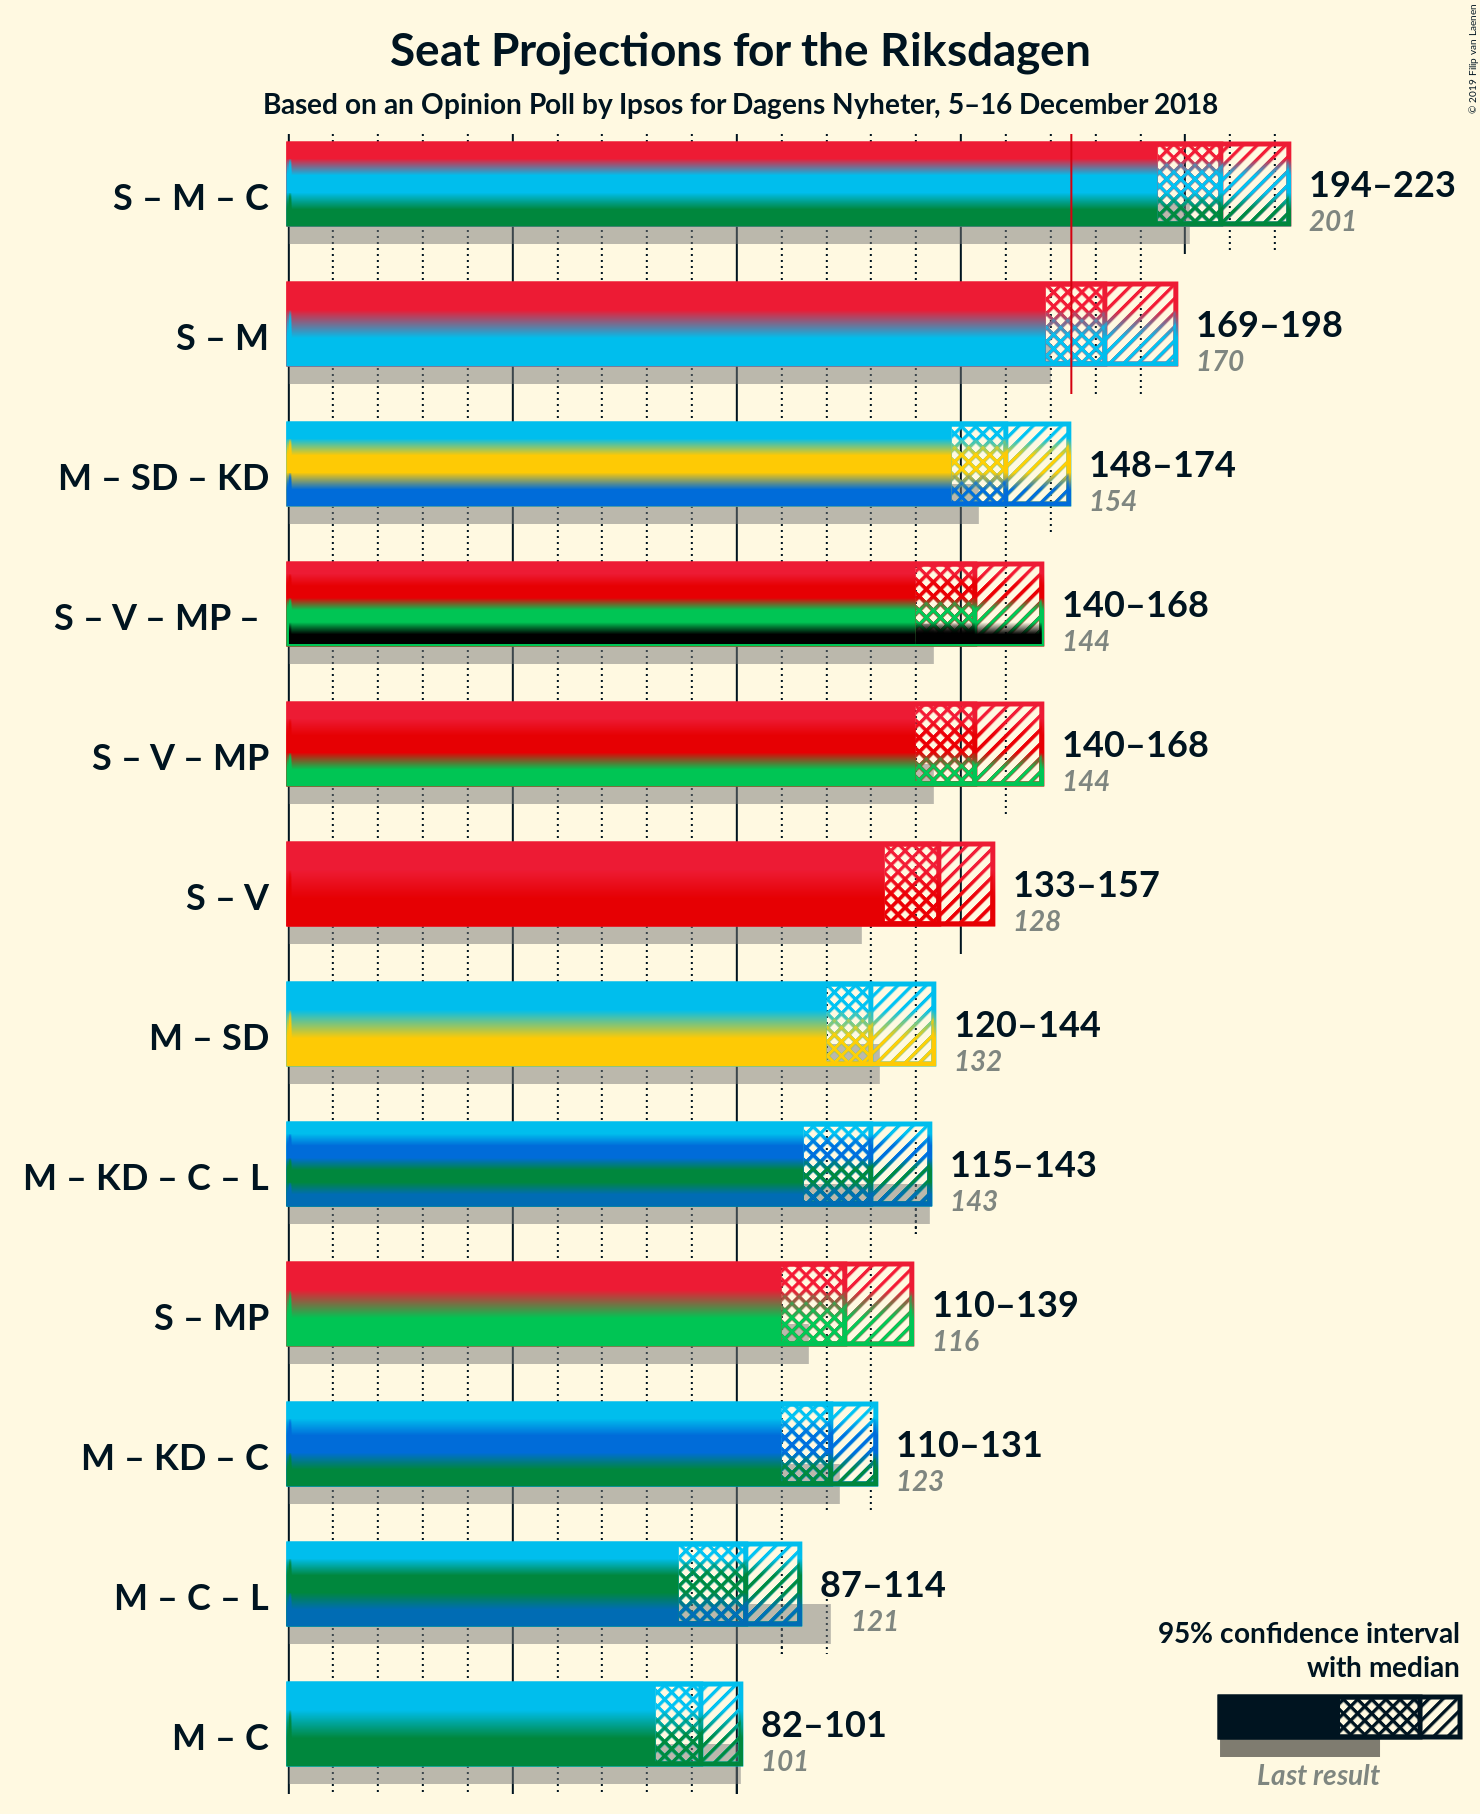 Seat Projections for the Riksdagen
Based on an Opinion Poll by Ipsos for Dagens Nyheter, 5–16 December 2018
© 2019 Filip van Laenen
S – M – C
194–223
201
S – M
169–198
170
M – SD – KD
148–174
154
S – V – MP –
140–168
144
S – V – MP
140–168
144
S – V
133–157
128
M – SD
120–144
132
M – KD – C – L
115–143
143
S – MP
110–139
116
M – KD – C
110–131
123
M – C – L
87–114
121
M – C
82–101
101
95% confidence interval
with median
Last result